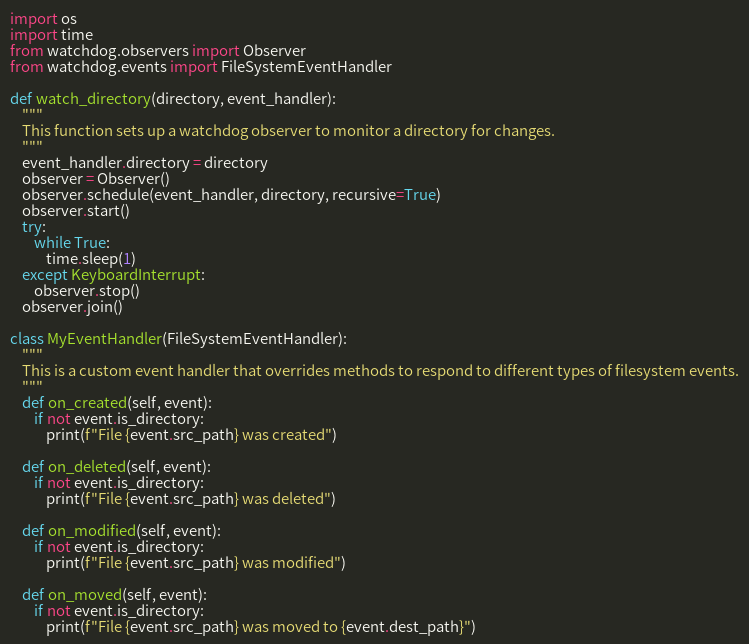 import os
import time
from watchdog.observers import Observer
from watchdog.events import FileSystemEventHandler

def watch_directory(directory, event_handler):
    """
    This function sets up a watchdog observer to monitor a directory for changes.
    """
    event_handler.directory = directory
    observer = Observer()
    observer.schedule(event_handler, directory, recursive=True)
    observer.start()
    try:
        while True:
            time.sleep(1)
    except KeyboardInterrupt:
        observer.stop()
    observer.join()

class MyEventHandler(FileSystemEventHandler):
    """
    This is a custom event handler that overrides methods to respond to different types of filesystem events.
    """
    def on_created(self, event):
        if not event.is_directory:
            print(f"File {event.src_path} was created")

    def on_deleted(self, event):
        if not event.is_directory:
            print(f"File {event.src_path} was deleted")

    def on_modified(self, event):
        if not event.is_directory:
            print(f"File {event.src_path} was modified")

    def on_moved(self, event):
        if not event.is_directory:
            print(f"File {event.src_path} was moved to {event.dest_path}")